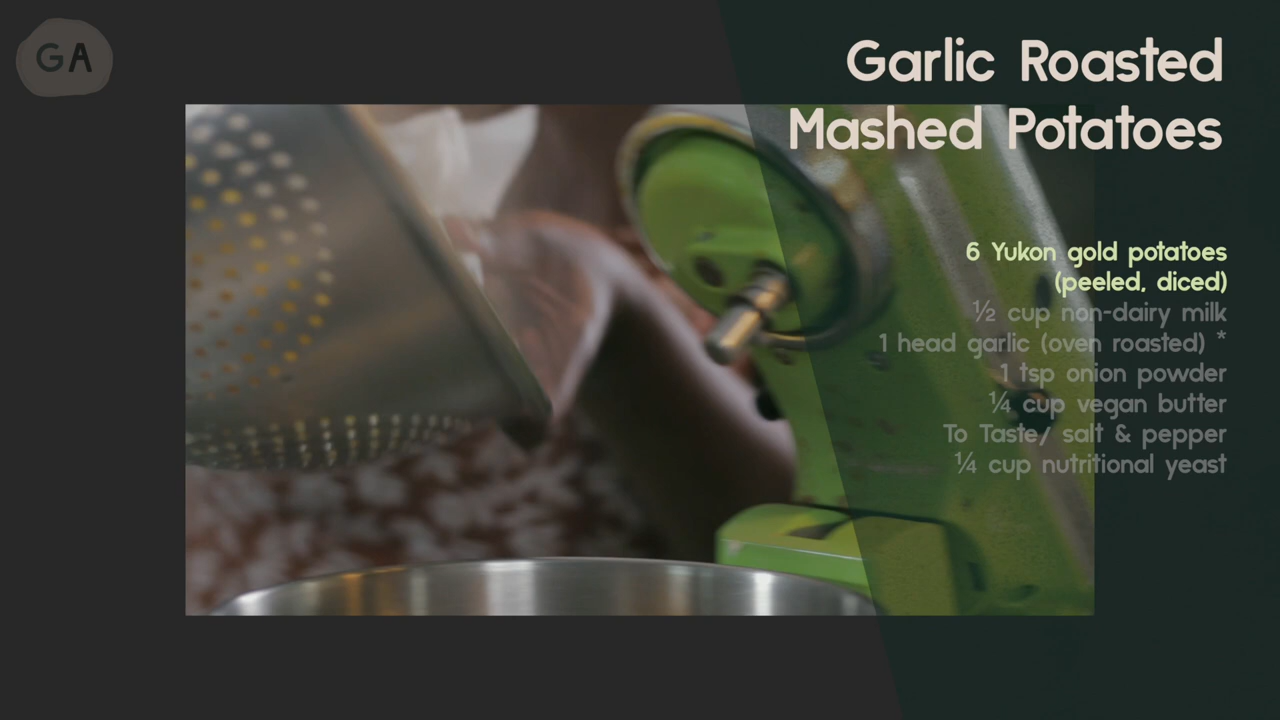 GA
Garlic Roasted
Mashed Potatoes
6 Yukon gold potatoes
(peeled, diced)
½ cup non-dairy milk
1 head garlic (oven roasted) *
1 tsp onion powder
¼ cup vegan butter
To Taste/ salt & pepper
¼ cup nutritional yeast